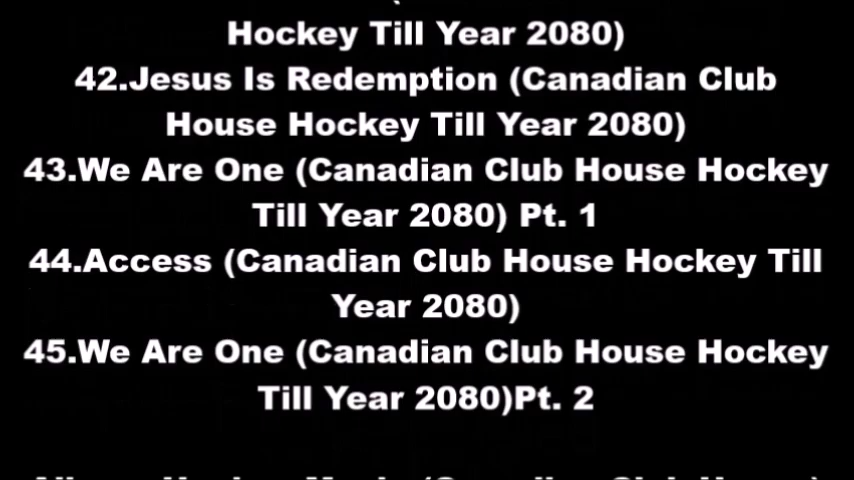 Hockey Till Year 2080)
42.Jesus Is Redemption (Canadian Club
House Hockey Till Year 2080)
43.We Are One (Canadian Club House Hockey
Till Year 2080) Pt. 1
44.Access (Canadian Club House Hockey Till
Year 2080)
45.We Are One (Canadian Club House Hockey
Till Year 2080)Pt. 2